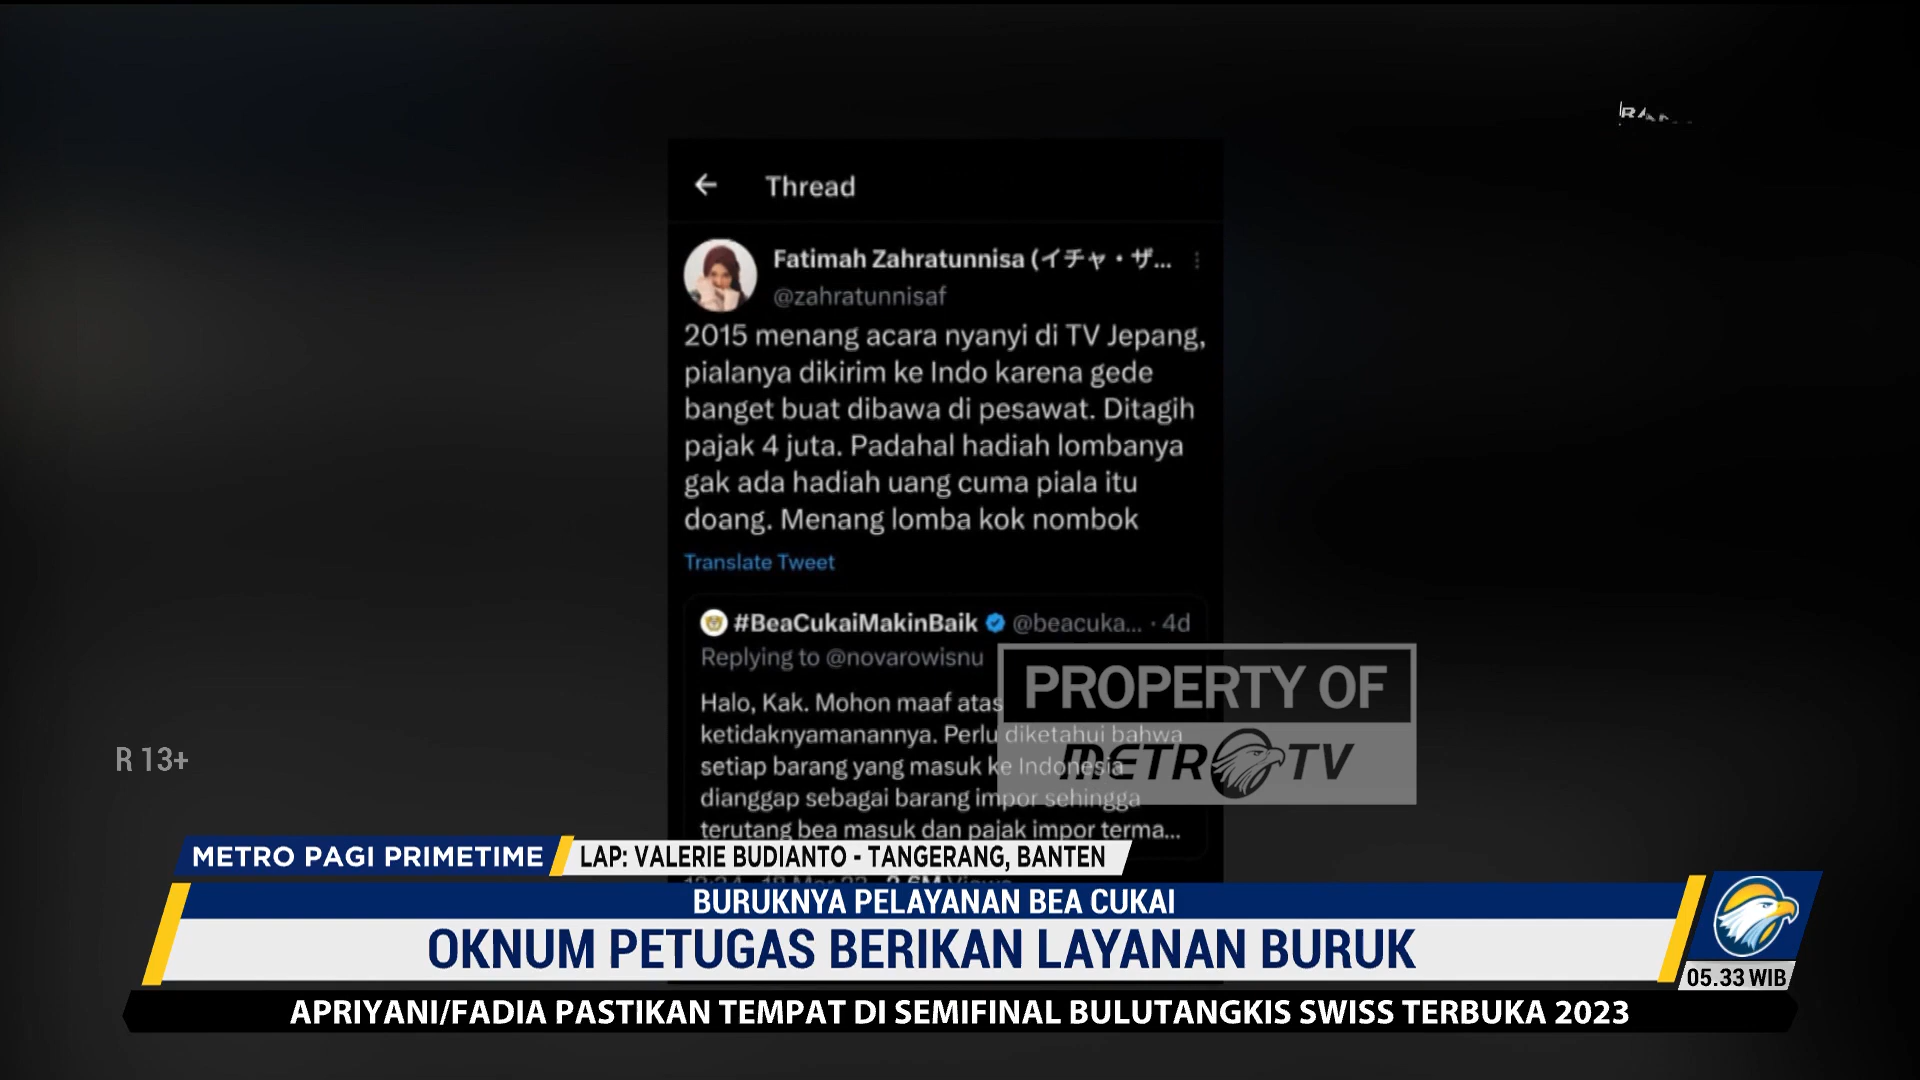 Thread
Fatimah Zahratunnisa (イチャ・ザ...
@zahratunnisaf
2015 menang acara nyanyi di TV Jepang,
pialanya dikirim ke Indo karena gede
banget buat dibawa di pesawat. Ditagih
pajak 4 juta. Padahal hadiah lombanya
gak ada hadiah uang cuma piala itu
doang. Menang lomba kok nombok
Translate Tweet
#BeaCukaiMakinBaik @beacuka... · 4d
Replying to @novarowisnu
Halo, Kak. Mohon maaf atas
ketidaknyamanannya. Perlu diketahui bahwa
setiap barang yang masuk ke Indonesia
dianggap sebagai barang impor sehingga
terutang bea masuk dan pajak impor terma...
PROPERTY OF
METRO TV
R 13+
METRO PAGI PRIMETIME
LAP: VALERIE BUDIANTO - TANGERANG, BANTEN
BURUKNYA PELAYANAN BEA CUKAI
OKNUM PETUGAS BERIKAN LAYANAN BURUK
05.33 WIB
APRIYANI/FADIA PASTIKAN TEMPAT DI SEMIFINAL BULUTANGKIS SWISS TERBUKA 2023